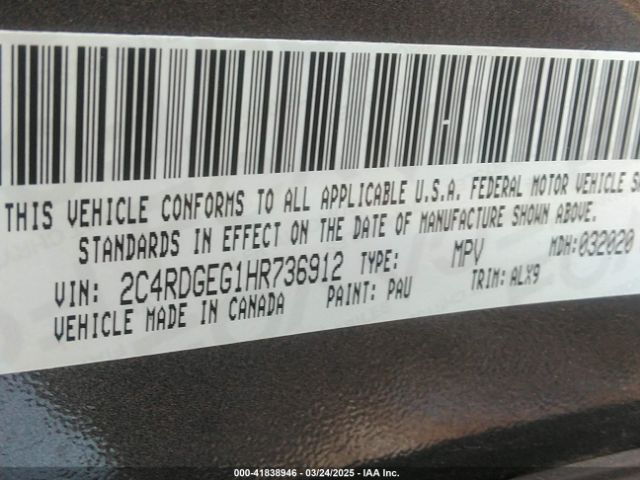 THIS VEHICLE CONFORMS TO ALL APPLICABLE U.S.A. FEDERAL MOTOR VEHICLE
STANDARDS IN EFFECT ON THE DATE OF MANUFACTURE SHOWN ABOVE.
VIN: 2C4RDGEG1HR736912 TYPE: MPV MDH:032020
VEHICLE MADE IN CANADA PAINT: PAU TRIM: ALX9
000-41838946 - 03/24/2025 - IAA Inc.